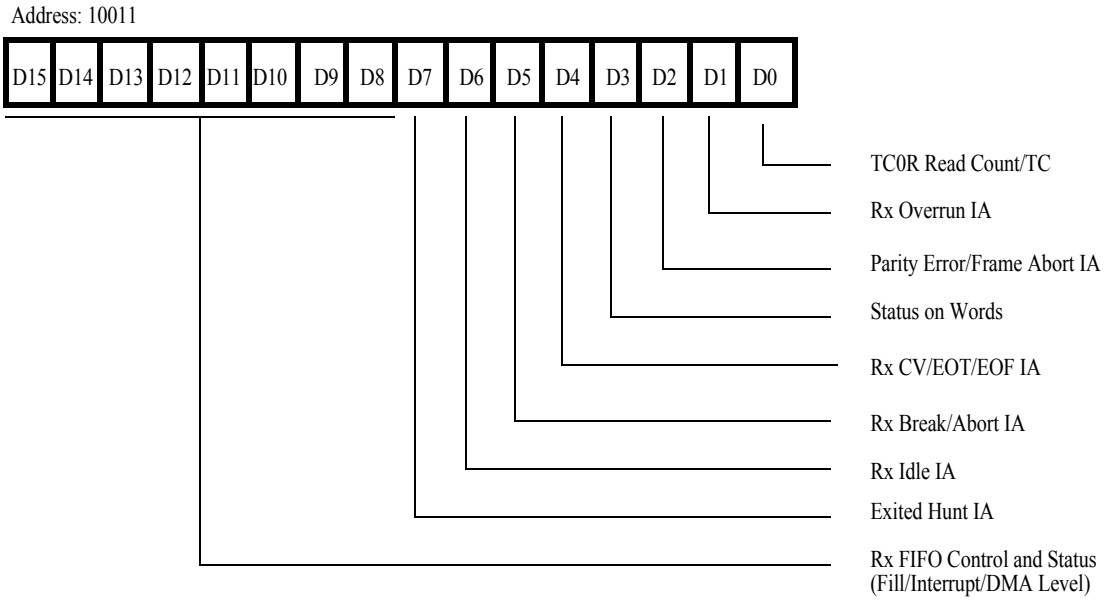 Address: 10011
D15 D14 D13 D12 D11 D10 D9 D8 D7 D6 D5 D4 D3 D2 D1 D0
TC0R Read Count/TC
Rx Overrun IA
Parity Error/Frame Abort IA
Status on Words
Rx CV/EOT/EOF IA
Rx Break/Abort IA
Rx Idle IA
Exited Hunt IA
Rx FIFO Control and Status
(Fill/Interrupt/DMA Level)